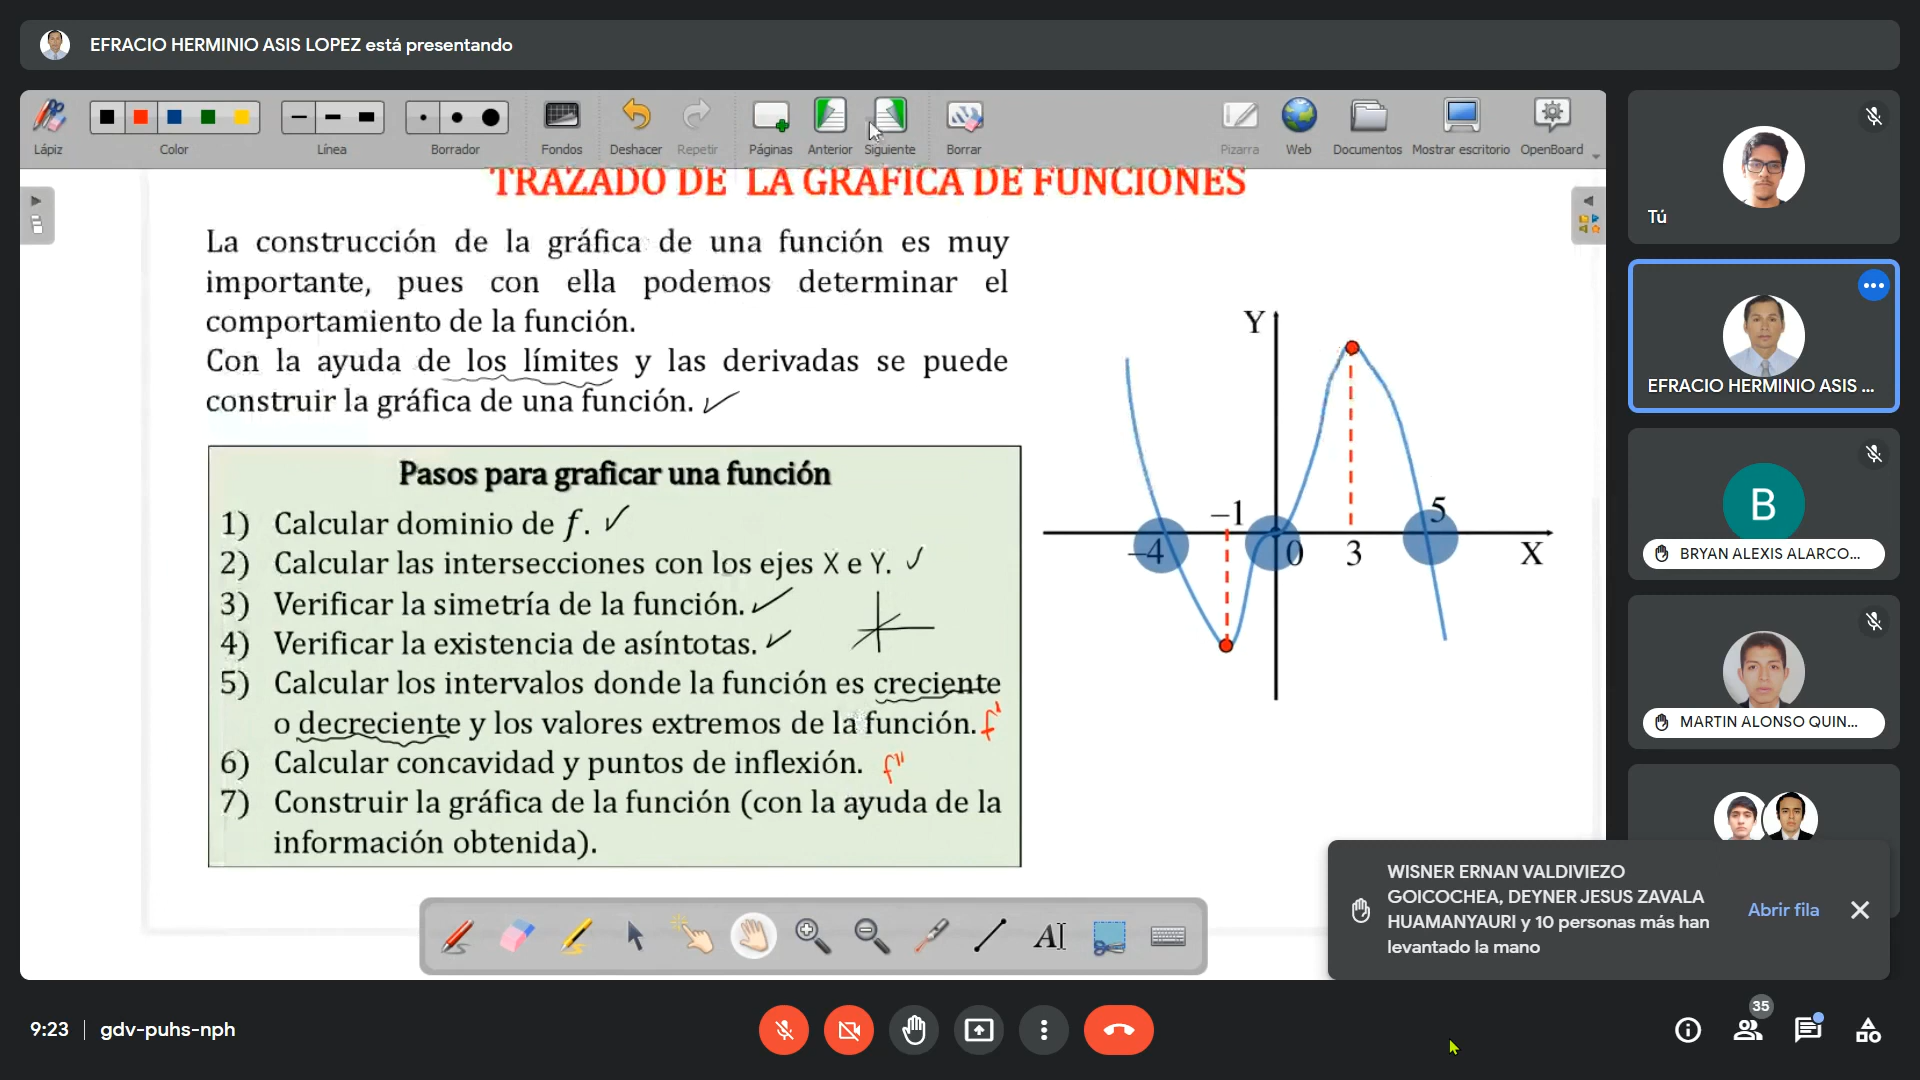 EFRACIO HERMINIO ASIS LOPEZ está presentando
Lápiz
Color
Línea
Borrador
Fondos
Deshacer
Repetir
Páginas
Anterior
Siguiente
Borrar
Pizarra
Web
Documentos
Mostrar escritorio
OpenBoard
TRAZADO DE LA GRAFICA DE FUNCIONES
La construcción de la gráfica de una función es muy
importante, pues con ella podemos determinar el
comportamiento de la función.
Con la ayuda de los límites y las derivadas se puede
construir la gráfica de una función.
Pasos para graficar una función
1) Calcular dominio de f.
2) Calcular las intersecciones con los ejes X e Y.
3) Verificar la simetría de la función.
4) Verificar la existencia de asíntotas.
5) Calcular los intervalos donde la función es creciente
o decreciente y los valores extremos de la función. f'
6) Calcular concavidad y puntos de inflexión. f''
7) Construir la gráfica de la función (con la ayuda de la
información obtenida).
Y
−1
5
−4
0
3
X
AI
Tú
EFRACIO HERMINIO ASIS ...
B
BRYAN ALEXIS ALARCO...
MARTIN ALONSO QUIN...
WISNER ERNAN VALDIVIEZO
GOICOCHEA, DEYNER JESUS ZAVALA
HUAMANYAURI y 10 personas más han
levantado la mano
Abrir fila
9:23
gdv-puhs-nph
35